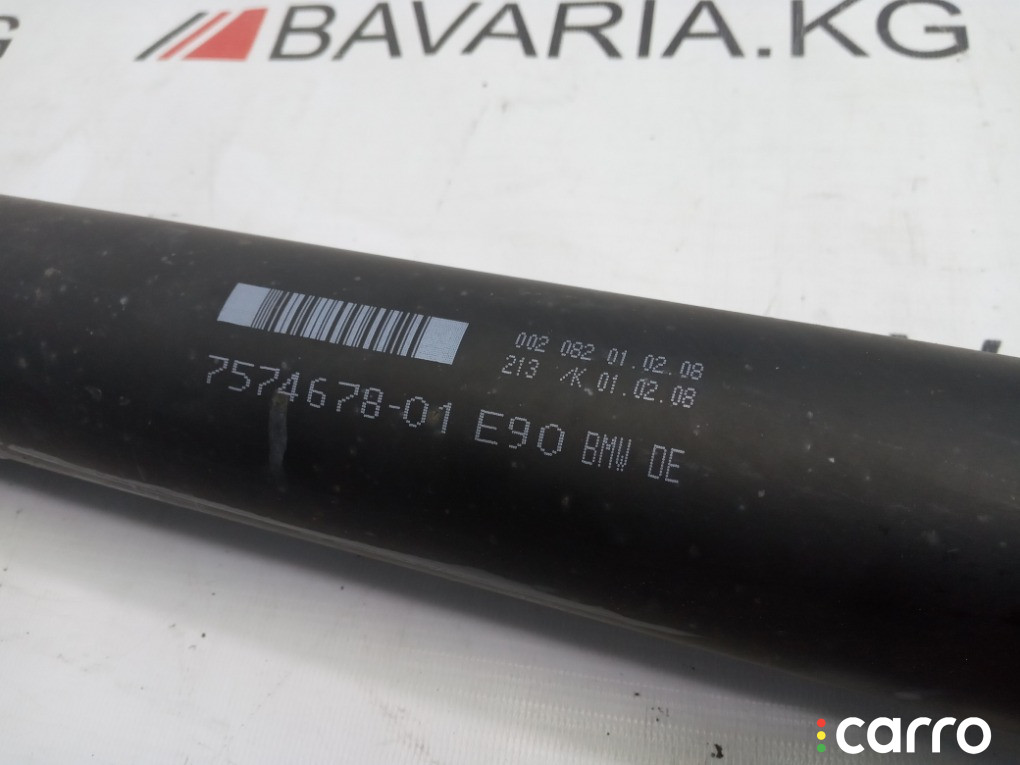 G
BAVARIA.KG
002 082 01.02.08
213 /K 01.02.08
7574678-01 E90 BMW DE
carro